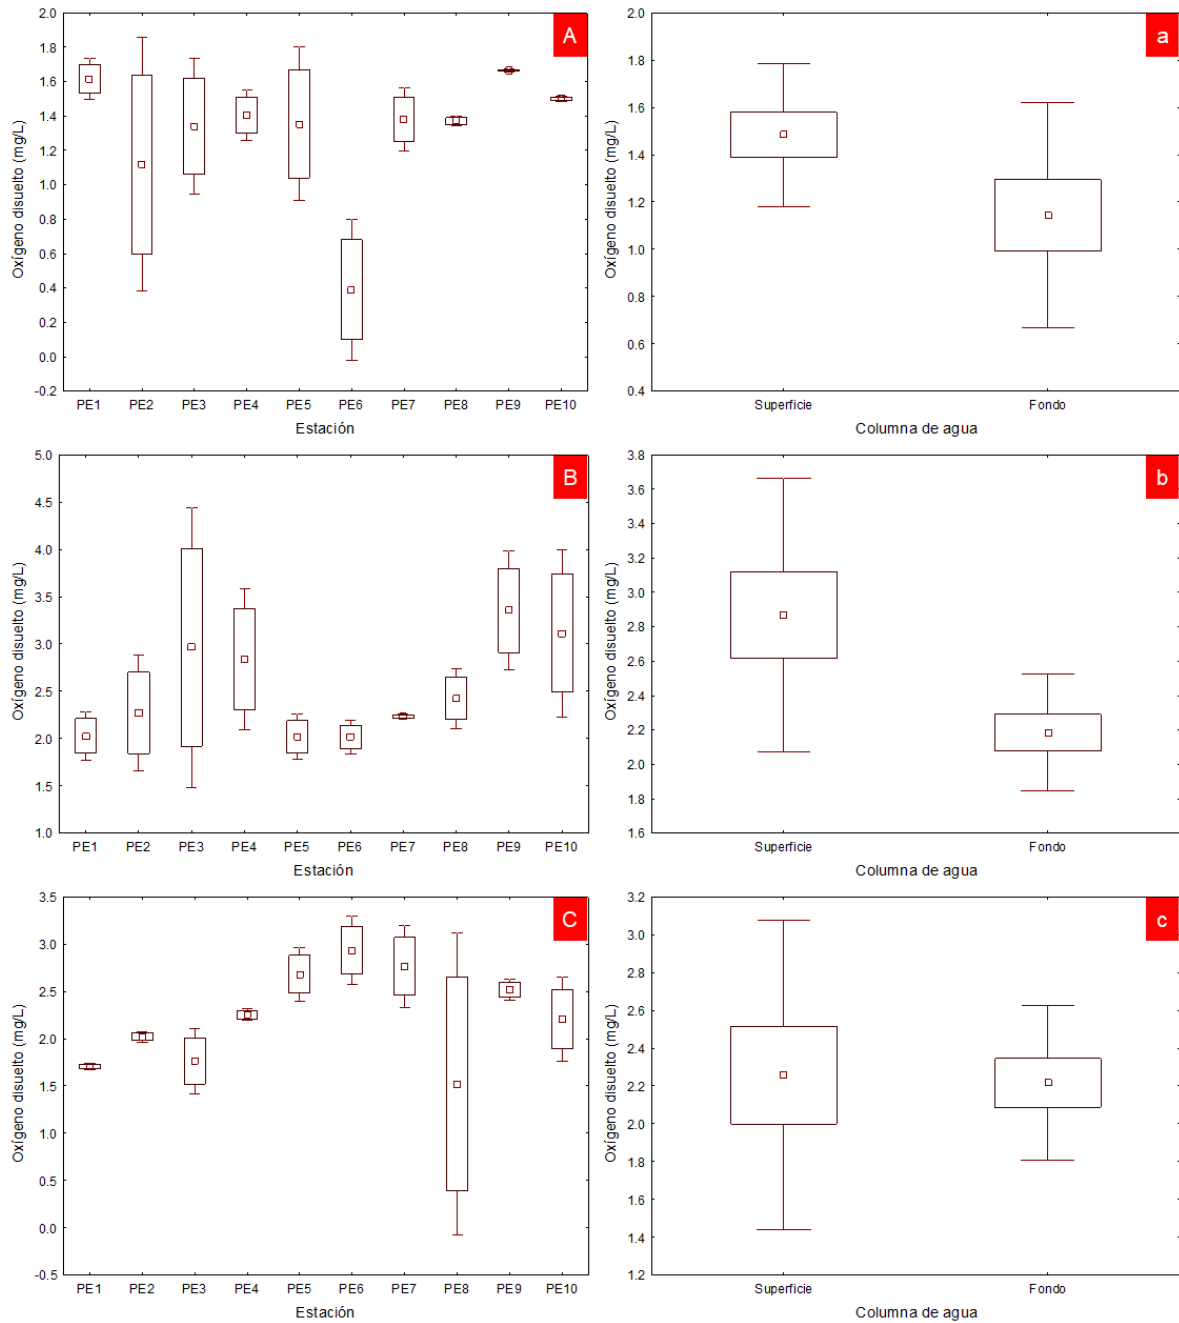 A
Oxígeno disuelto (mg/L)
2.0
1.8
1.6
1.4
1.2
1.0
0.8
0.6
0.4
0.2
0.0
-0.2
PE1 PE2 PE3 PE4 PE5 PE6 PE7 PE8 PE9 PE10
Estación
a
Oxígeno disuelto (mg/L)
2.0
1.8
1.6
1.4
1.2
1.0
0.8
0.6
0.4
Superficie Fondo
Columna de agua
B
Oxígeno disuelto (mg/L)
5.0
4.5
4.0
3.5
3.0
2.5
2.0
1.5
1.0
PE1 PE2 PE3 PE4 PE5 PE6 PE7 PE8 PE9 PE10
Estación
b
Oxígeno disuelto (mg/L)
3.8
3.6
3.4
3.2
3.0
2.8
2.6
2.4
2.2
2.0
1.8
1.6
Superficie Fondo
Columna de agua
C
Oxígeno disuelto (mg/L)
3.5
3.0
2.5
2.0
1.5
1.0
0.5
0.0
-0.5
PE1 PE2 PE3 PE4 PE5 PE6 PE7 PE8 PE9 PE10
Estación
c
Oxígeno disuelto (mg/L)
3.2
3.0
2.8
2.6
2.4
2.2
2.0
1.8
1.6
1.4
1.2
Superficie Fondo
Columna de agua